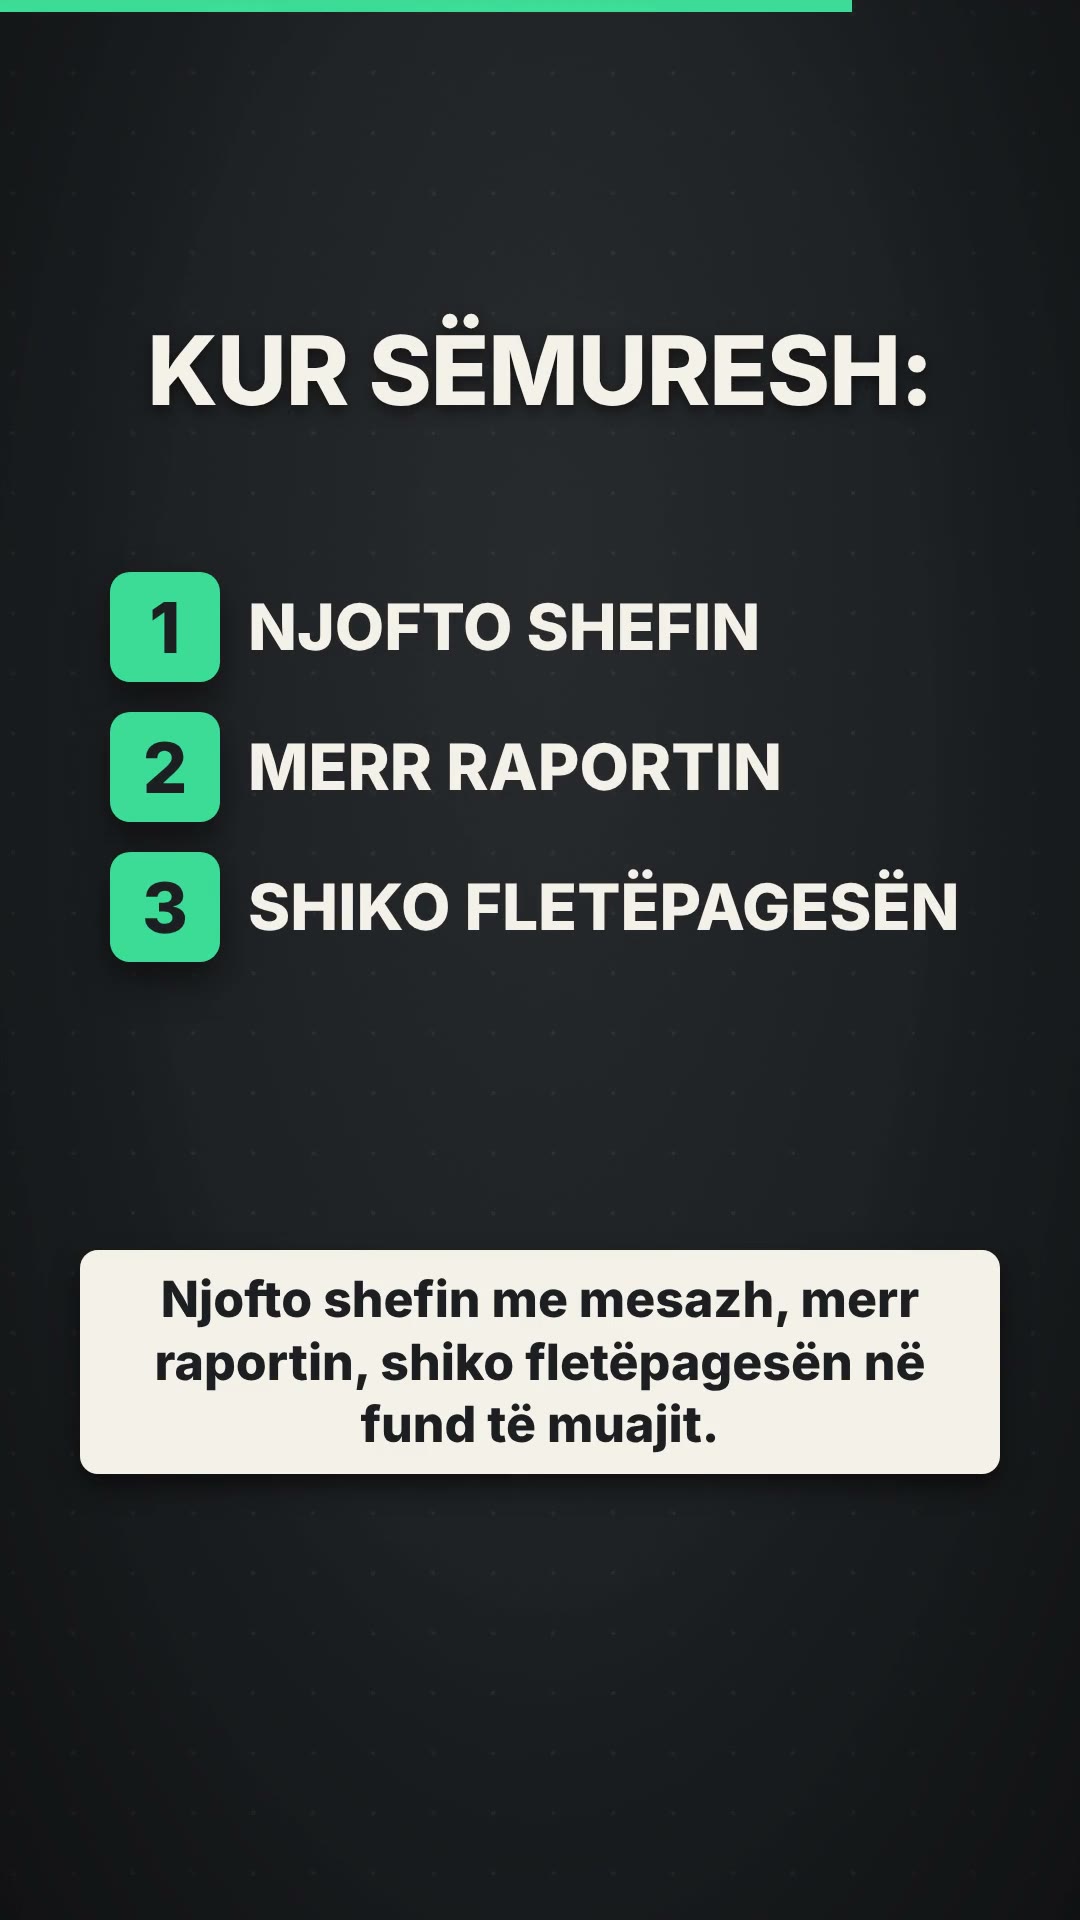 KUR SËMURESH:
1 NJOFTO SHEFIN
2 MERR RAPORTIN
3 SHIKO FLETËPAGESËN
Njofto shefin me mesazh, merr
raportin, shiko fletëpagesën në
fund të muajit.